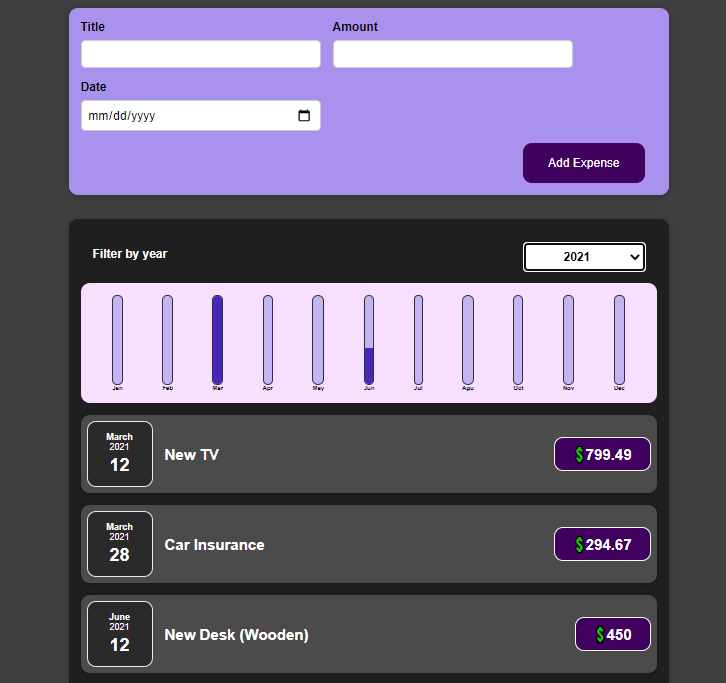 Title Amount
Date
mm/dd/yyyy
Add Expense
Filter by year 2021
Jan Feb Mar Apr May Jun Jul Agu Oct Nov Dec
March
2021
12
New TV
$799.49
March
2021
28
Car Insurance
$294.67
June
2021
12
New Desk (Wooden)
$450